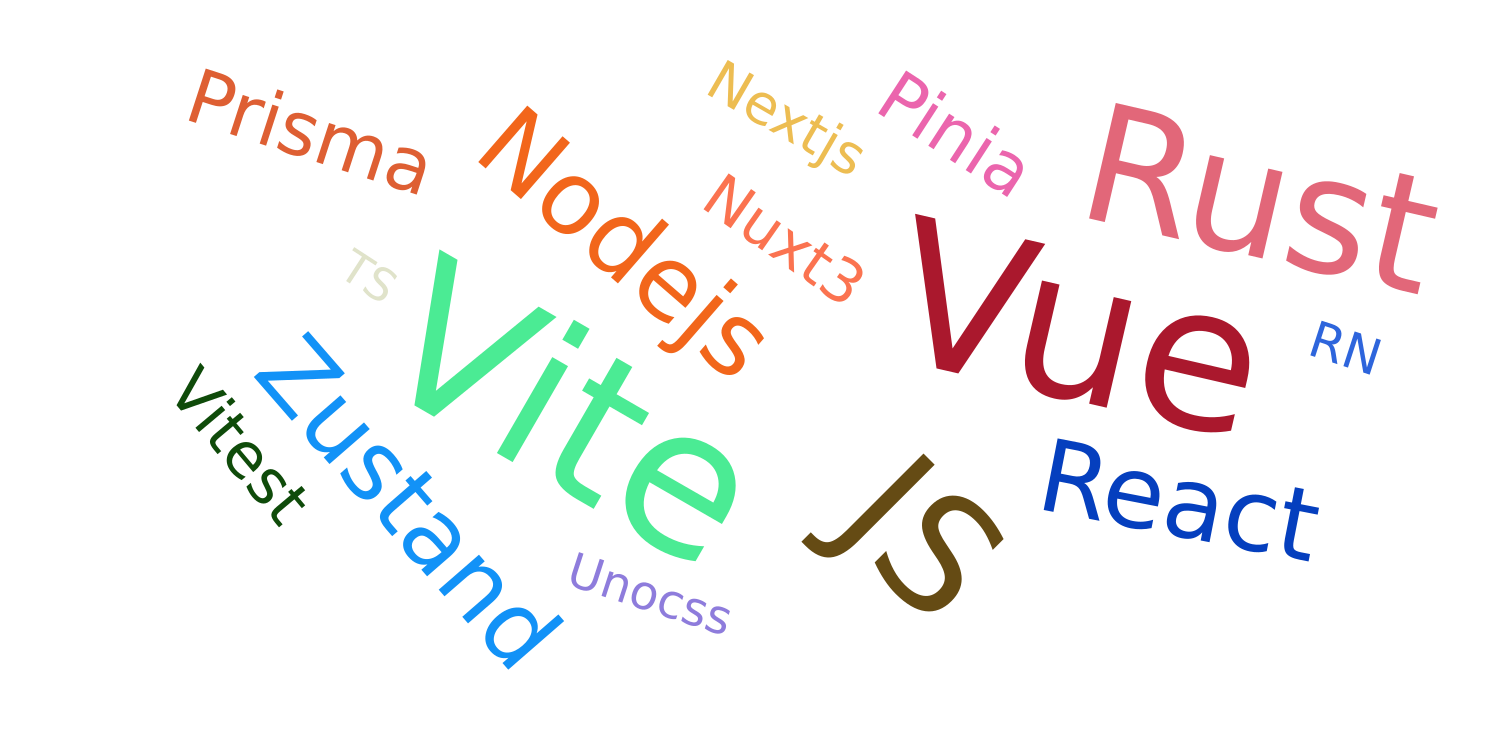 Prisma
Nextjs
Pinia
Rust
Nodejs
Nuxt3
Vue
TS
Vite
RN
Vitest
Zustand
JS
React
Unocss